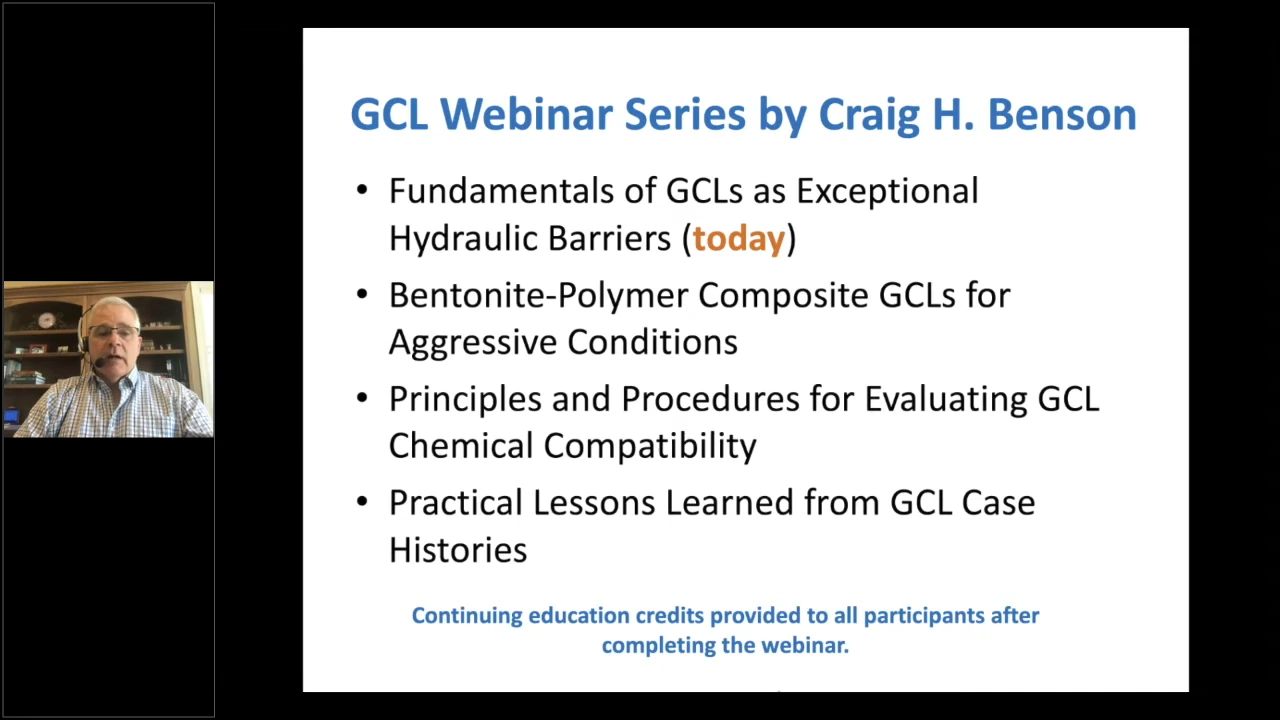 GCL Webinar Series by Craig H. Benson
• Fundamentals of GCLs as Exceptional
Hydraulic Barriers (today)
• Bentonite-Polymer Composite GCLs for
Aggressive Conditions
• Principles and Procedures for Evaluating GCL
Chemical Compatibility
• Practical Lessons Learned from GCL Case
Histories
Continuing education credits provided to all participants after
completing the webinar.